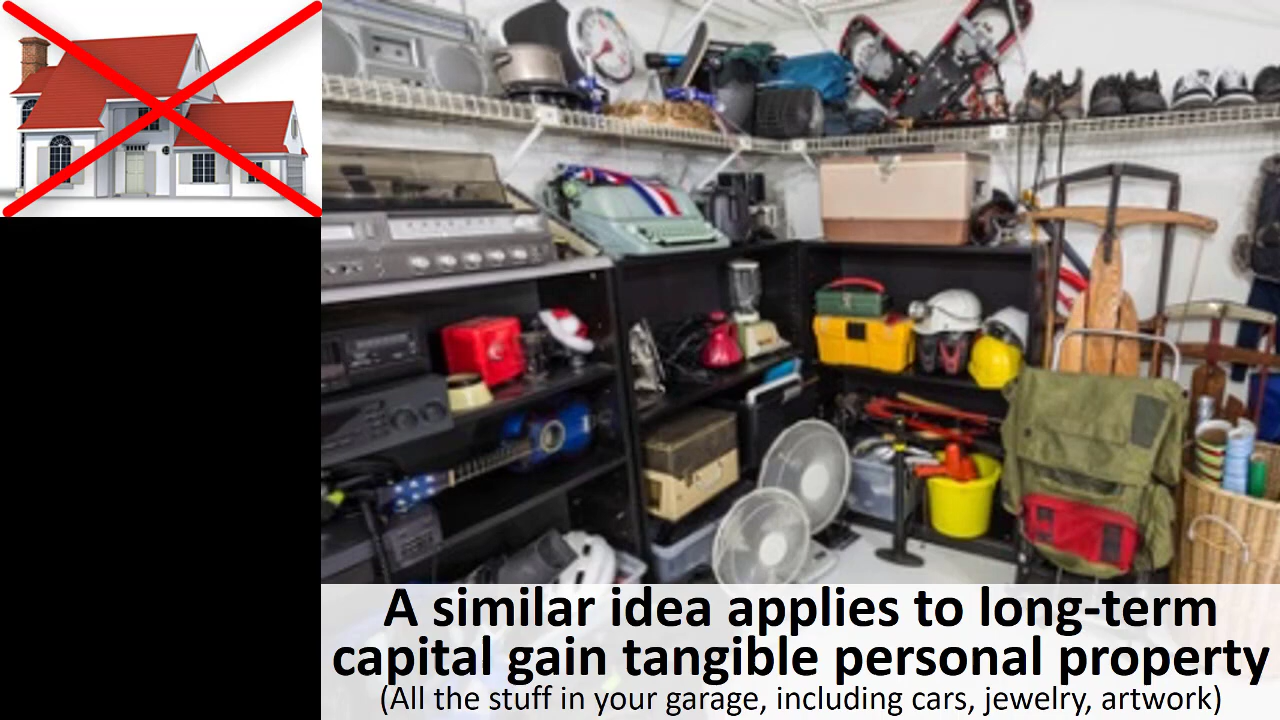 A similar idea applies to long-term
capital gain tangible personal property
(All the stuff in your garage, including cars, jewelry, artwork)